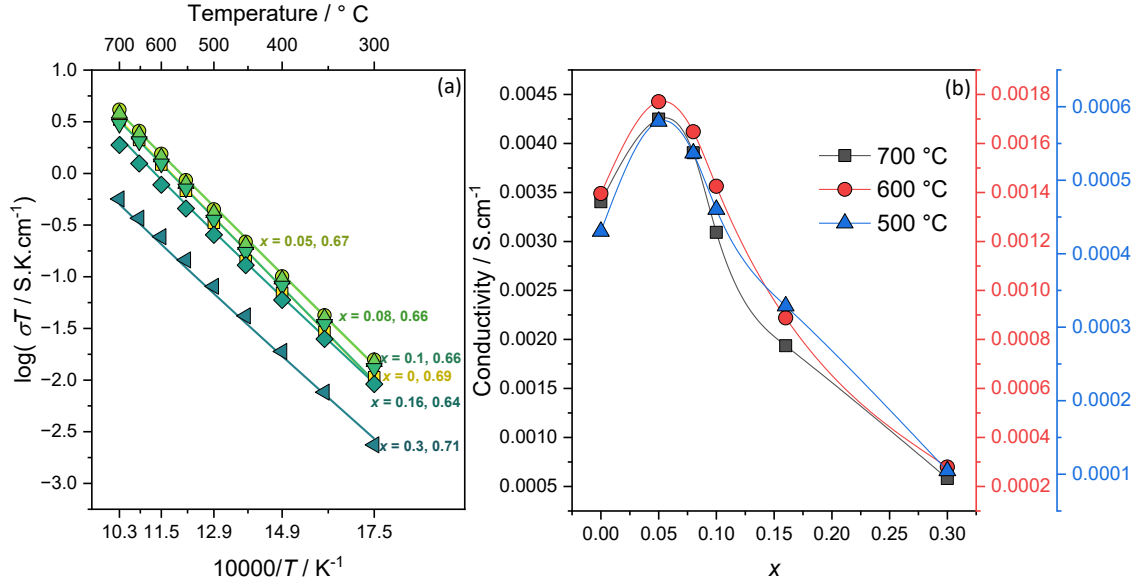 Temperature / ° C
700 600 500 400 300
(a)
1.0
0.5
0.0
−0.5
−1.0
−1.5
−2.0
−2.5
−3.0
log( σT / S.K.cm⁻¹)
x = 0.05, 0.67
x = 0.08, 0.66
x = 0.1, 0.66
x = 0, 0.69
x = 0.16, 0.64
x = 0.3, 0.71
10.3 11.5 12.9 14.9 17.5
10000/T / K⁻¹
(b)
0.0045
0.0040
0.0035
0.0030
0.0025
0.0020
0.0015
0.0010
0.0005
Conductivity / S.cm⁻¹
700 °C
600 °C
500 °C
0.0018
0.0016
0.0014
0.0012
0.0010
0.0008
0.0006
0.0004
0.0002
0.0006
0.0005
0.0004
0.0003
0.0002
0.0001
0.00 0.05 0.10 0.15 0.20 0.25 0.30
x